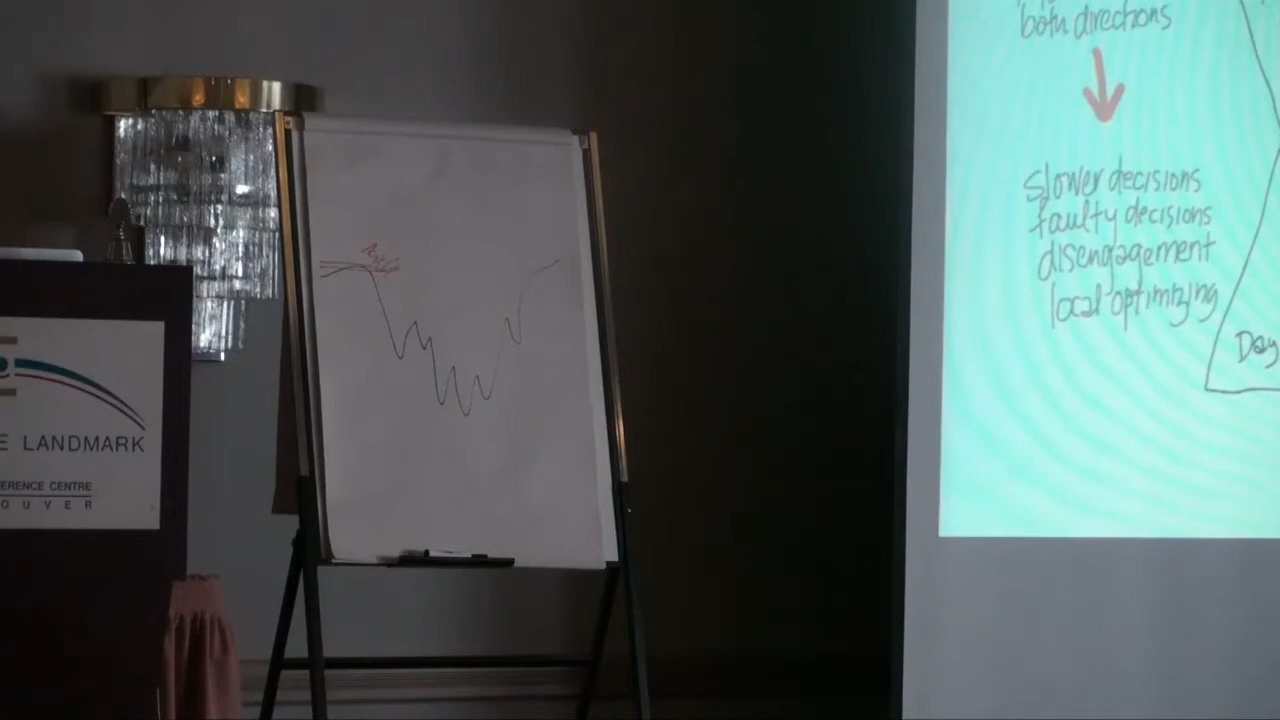 E LANDMARK
ERENCE CENTRE
OUVER
both directions
slower decisions
faulty decisions
disengagement
local optimizing
Day